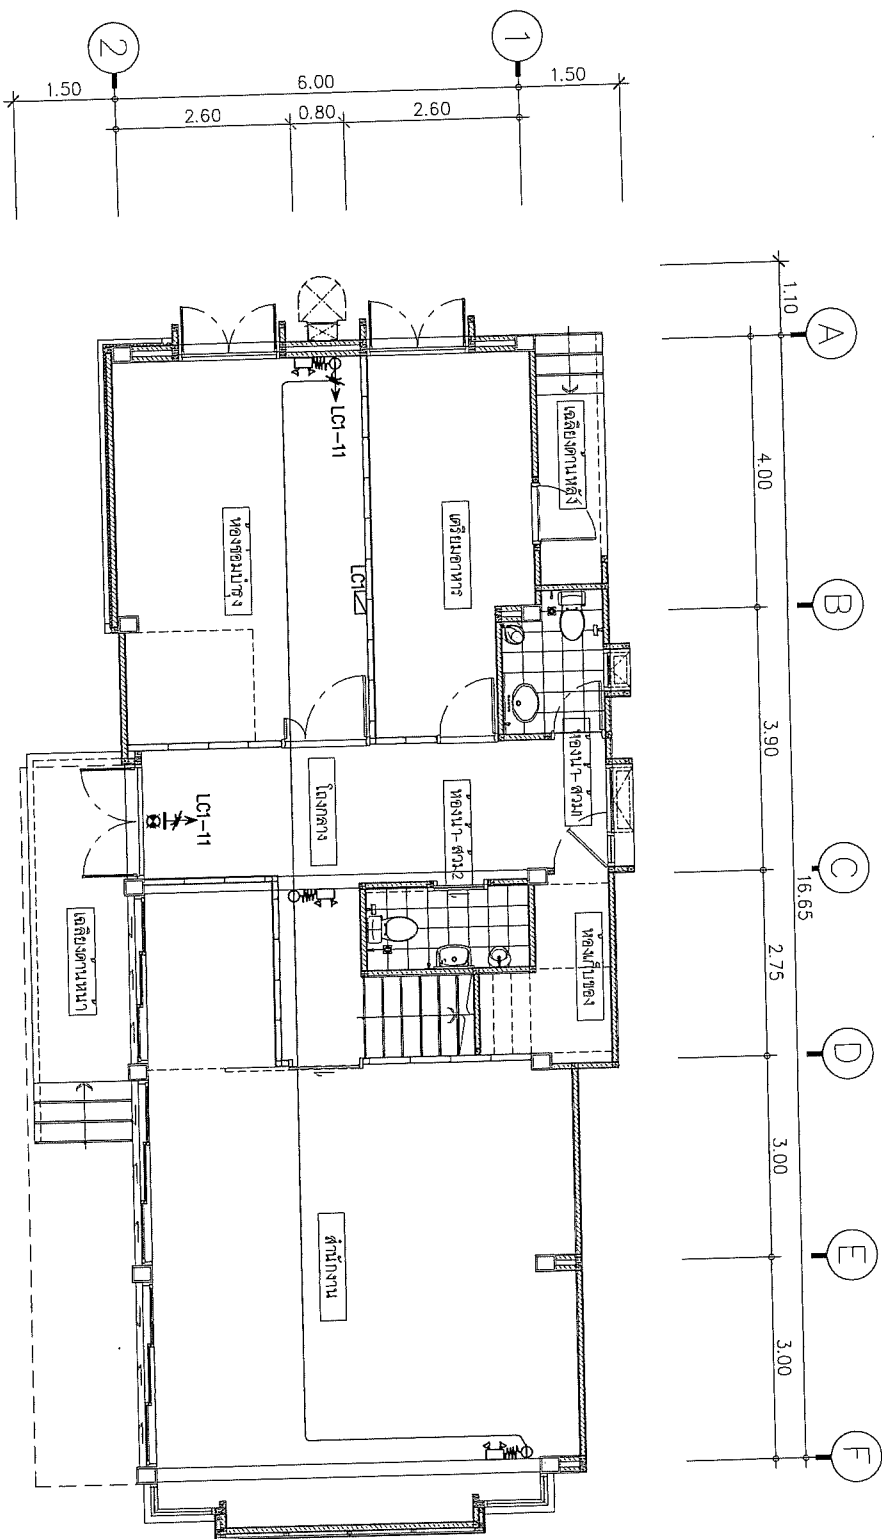 1
2
1.50
6.00
1.50
2.60
0.80
2.60
A
B
C
D
E
F
1.10
4.00
3.90
2.75
3.00
3.00
16.65
เฉลียงด้านหลัง
เตรียมอาหาร
ห้องซ่อมบำรุง
LC1-11
LC1
ห้องน้ำ-ส้วม1
ห้องน้ำ-ส้วม2
โถงกลาง
LC1-11
เฉลียงด้านหน้า
ห้องเก็บของ
สำนักงาน